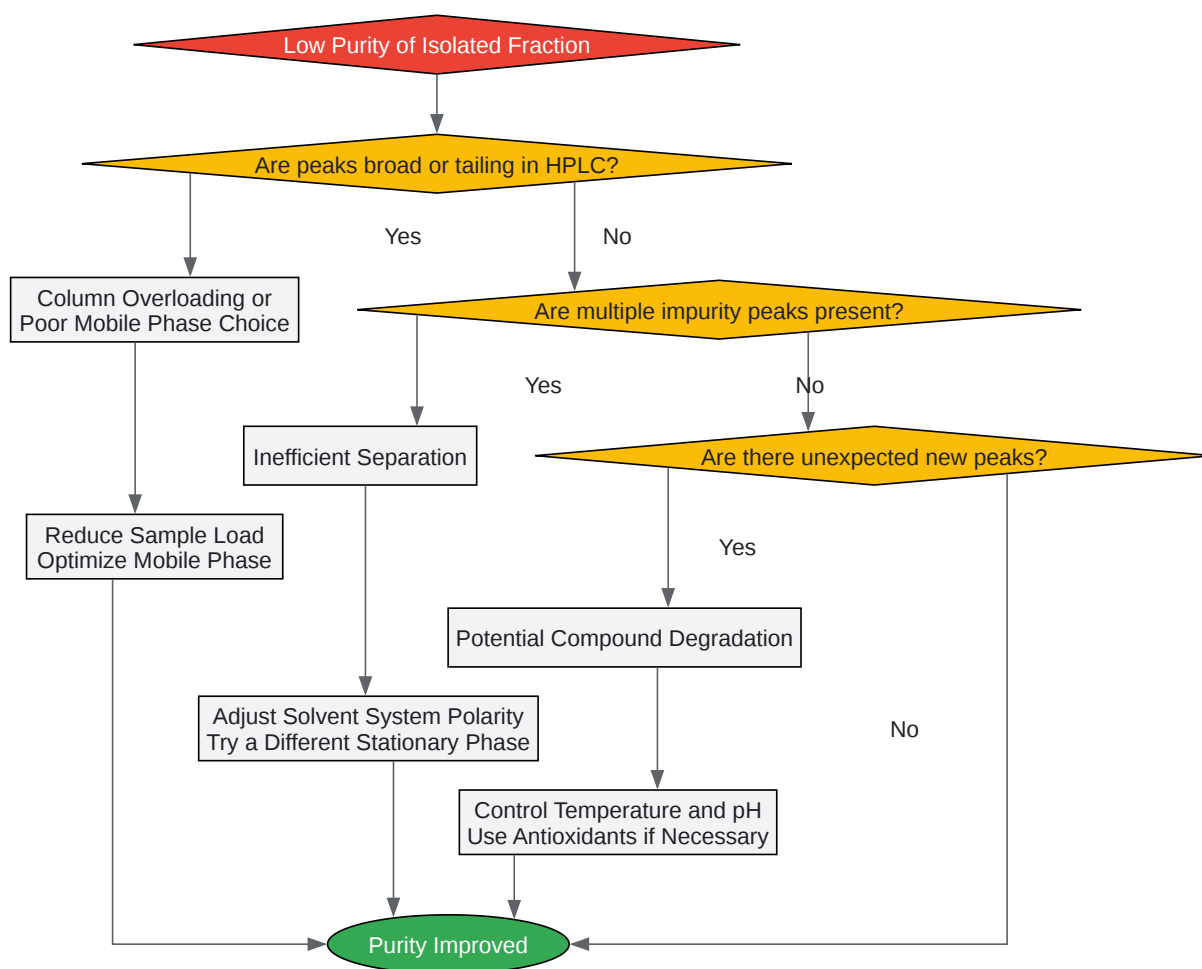 Low Purity of Isolated Fraction
Are peaks broad or tailing in HPLC?
Yes
No
Column Overloading or
Poor Mobile Phase Choice
Are multiple impurity peaks present?
Yes
No
Inefficient Separation
Are there unexpected new peaks?
Reduce Sample Load
Optimize Mobile Phase
Yes
Potential Compound Degradation
Adjust Solvent System Polarity
Try a Different Stationary Phase
No
Control Temperature and pH
Use Antioxidants if Necessary
Purity Improved